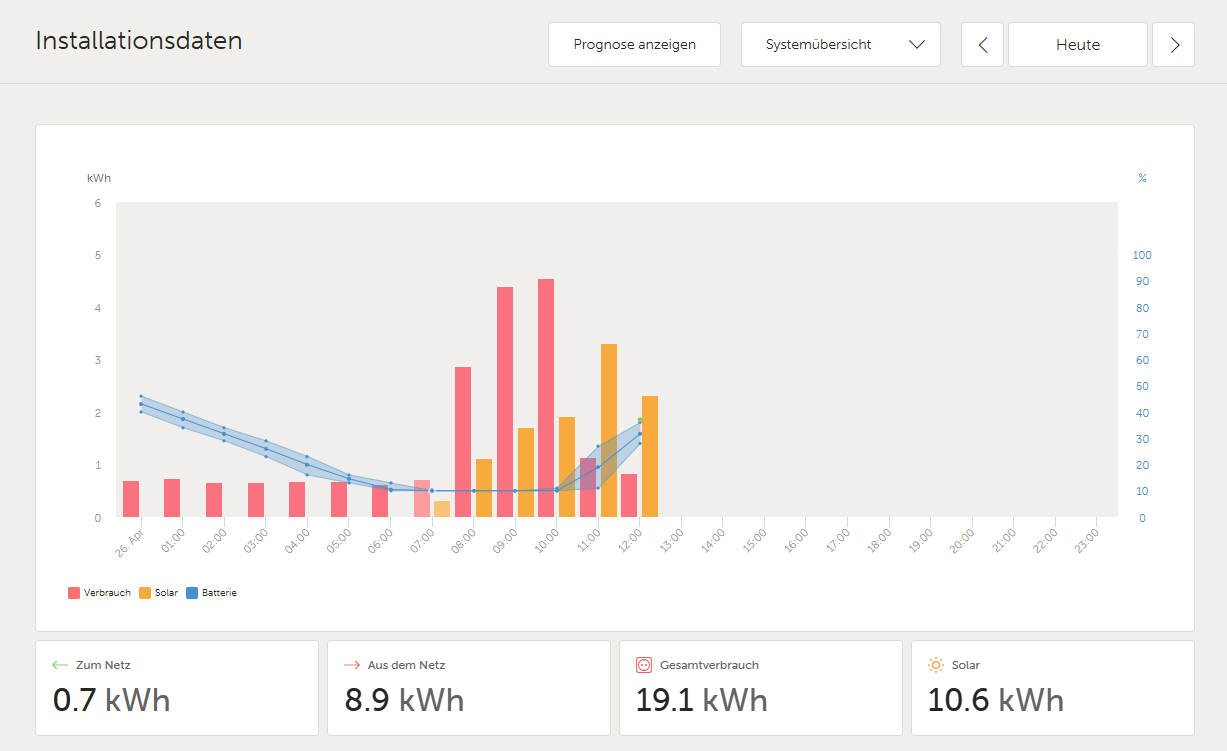 Installationsdaten
Prognose anzeigen
Systemübersicht
Heute
kWh
%
6
5
4
3
2
1
0
100
90
80
70
60
50
40
30
20
10
0
26. Apr
01:00
02:00
03:00
04:00
05:00
06:00
07:00
08:00
09:00
10:00
11:00
12:00
13:00
14:00
15:00
16:00
17:00
18:00
19:00
20:00
21:00
22:00
23:00
Verbrauch Solar Batterie
Zum Netz
0.7 kWh
Aus dem Netz
8.9 kWh
Gesamtverbrauch
19.1 kWh
Solar
10.6 kWh